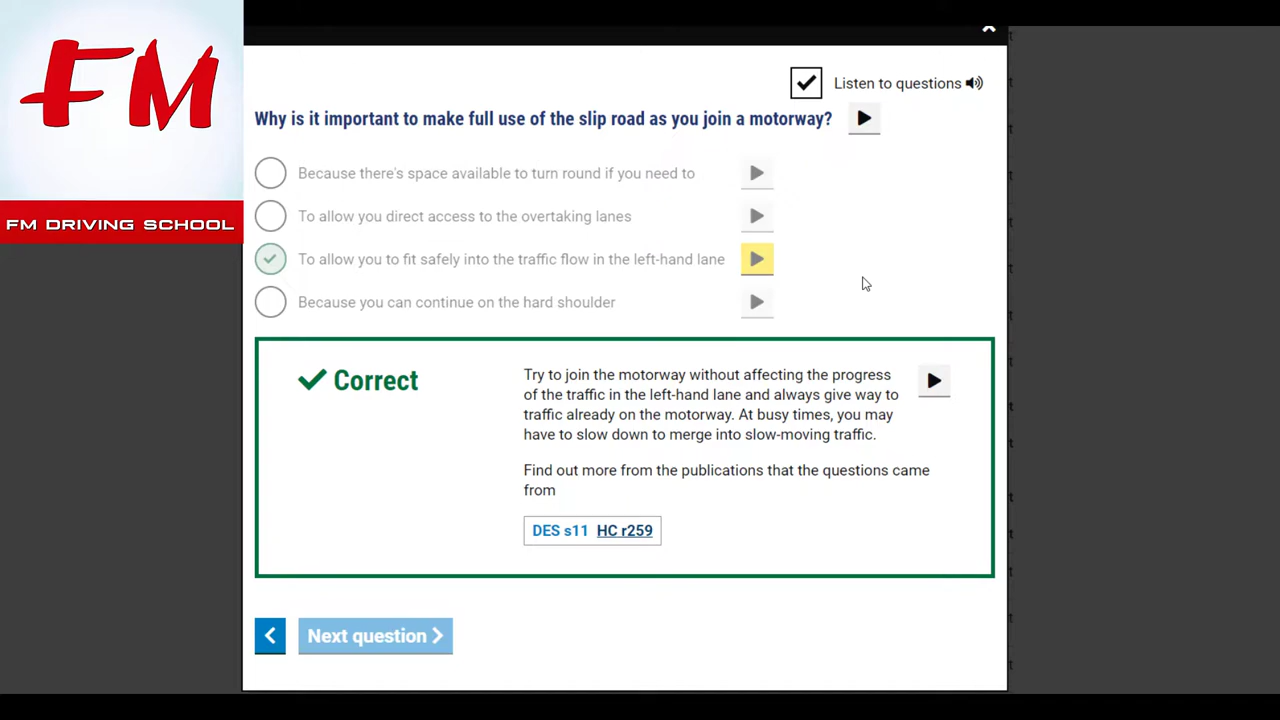 FM
FM DRIVING SCHOOL
Listen to questions
Why is it important to make full use of the slip road as you join a motorway?
Because there's space available to turn round if you need to
To allow you direct access to the overtaking lanes
To allow you to fit safely into the traffic flow in the left-hand lane
Because you can continue on the hard shoulder
Correct
Try to join the motorway without affecting the progress
of the traffic in the left-hand lane and always give way to
traffic already on the motorway. At busy times, you may
have to slow down to merge into slow-moving traffic.
Find out more from the publications that the questions came
from
DES s11 HC r259
Next question